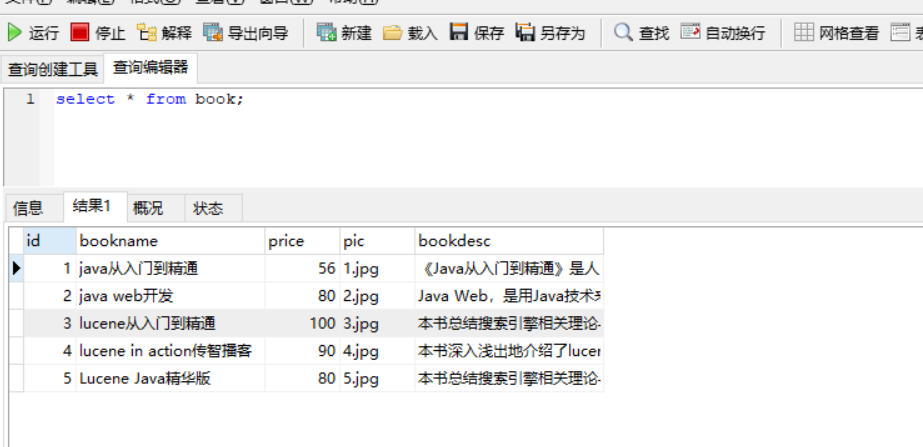 运行 停止 解释 导出向导 新建 载入 保存 另存为 查找 自动换行 网格查看
查询创建工具 查询编辑器
1 select * from book;
信息 结果1 概况 状态
id bookname price pic bookdesc
1 java从入门到精通 56 1.jpg 《Java从入门到精通》是人
2 java web开发 80 2.jpg Java Web，是用Java技术
3 lucene从入门到精通 100 3.jpg 本书总结搜索引擎相关理论
4 lucene in action传智播客 90 4.jpg 本书深入浅出地介绍了lucer
5 Lucene Java精华版 80 5.jpg 本书总结搜索引擎相关理论